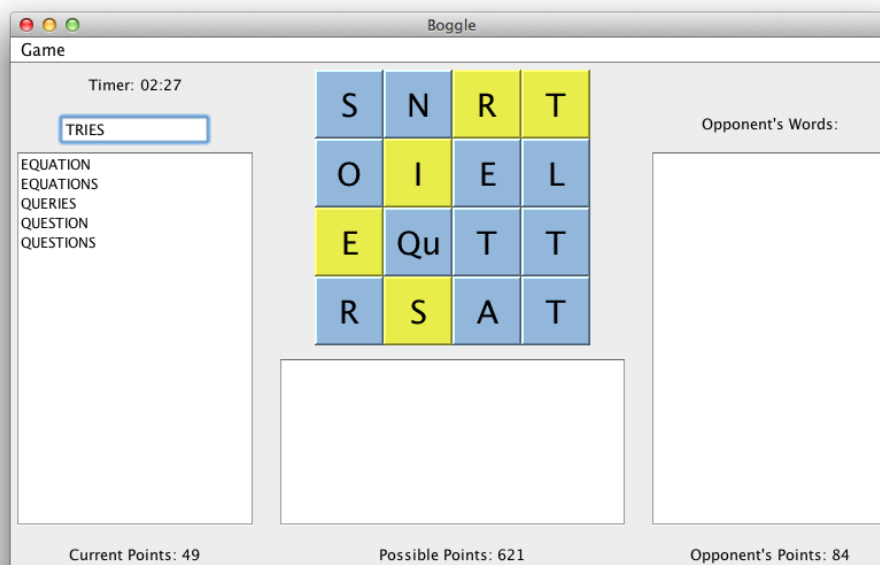 Boggle
Game
Timer: 02:27
TRIES
EQUATION
EQUATIONS
QUERIES
QUESTION
QUESTIONS
S N R T
O I E L
E Qu T T
R S A T
Opponent's Words:
Current Points: 49
Possible Points: 621
Opponent's Points: 84